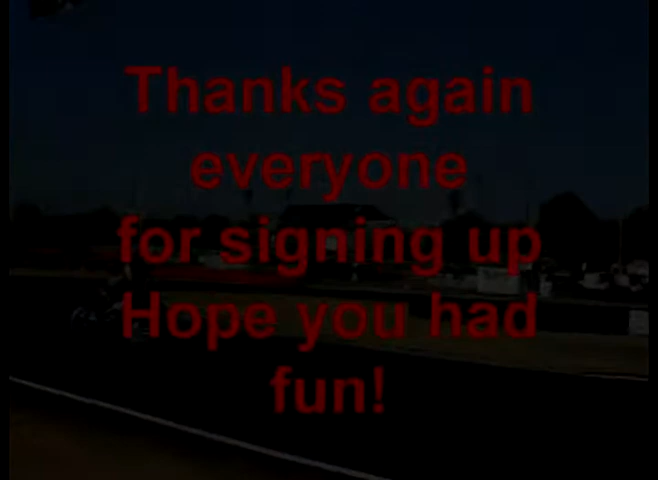 Thanks again
everyone
for signing up
Hope you had
fun!